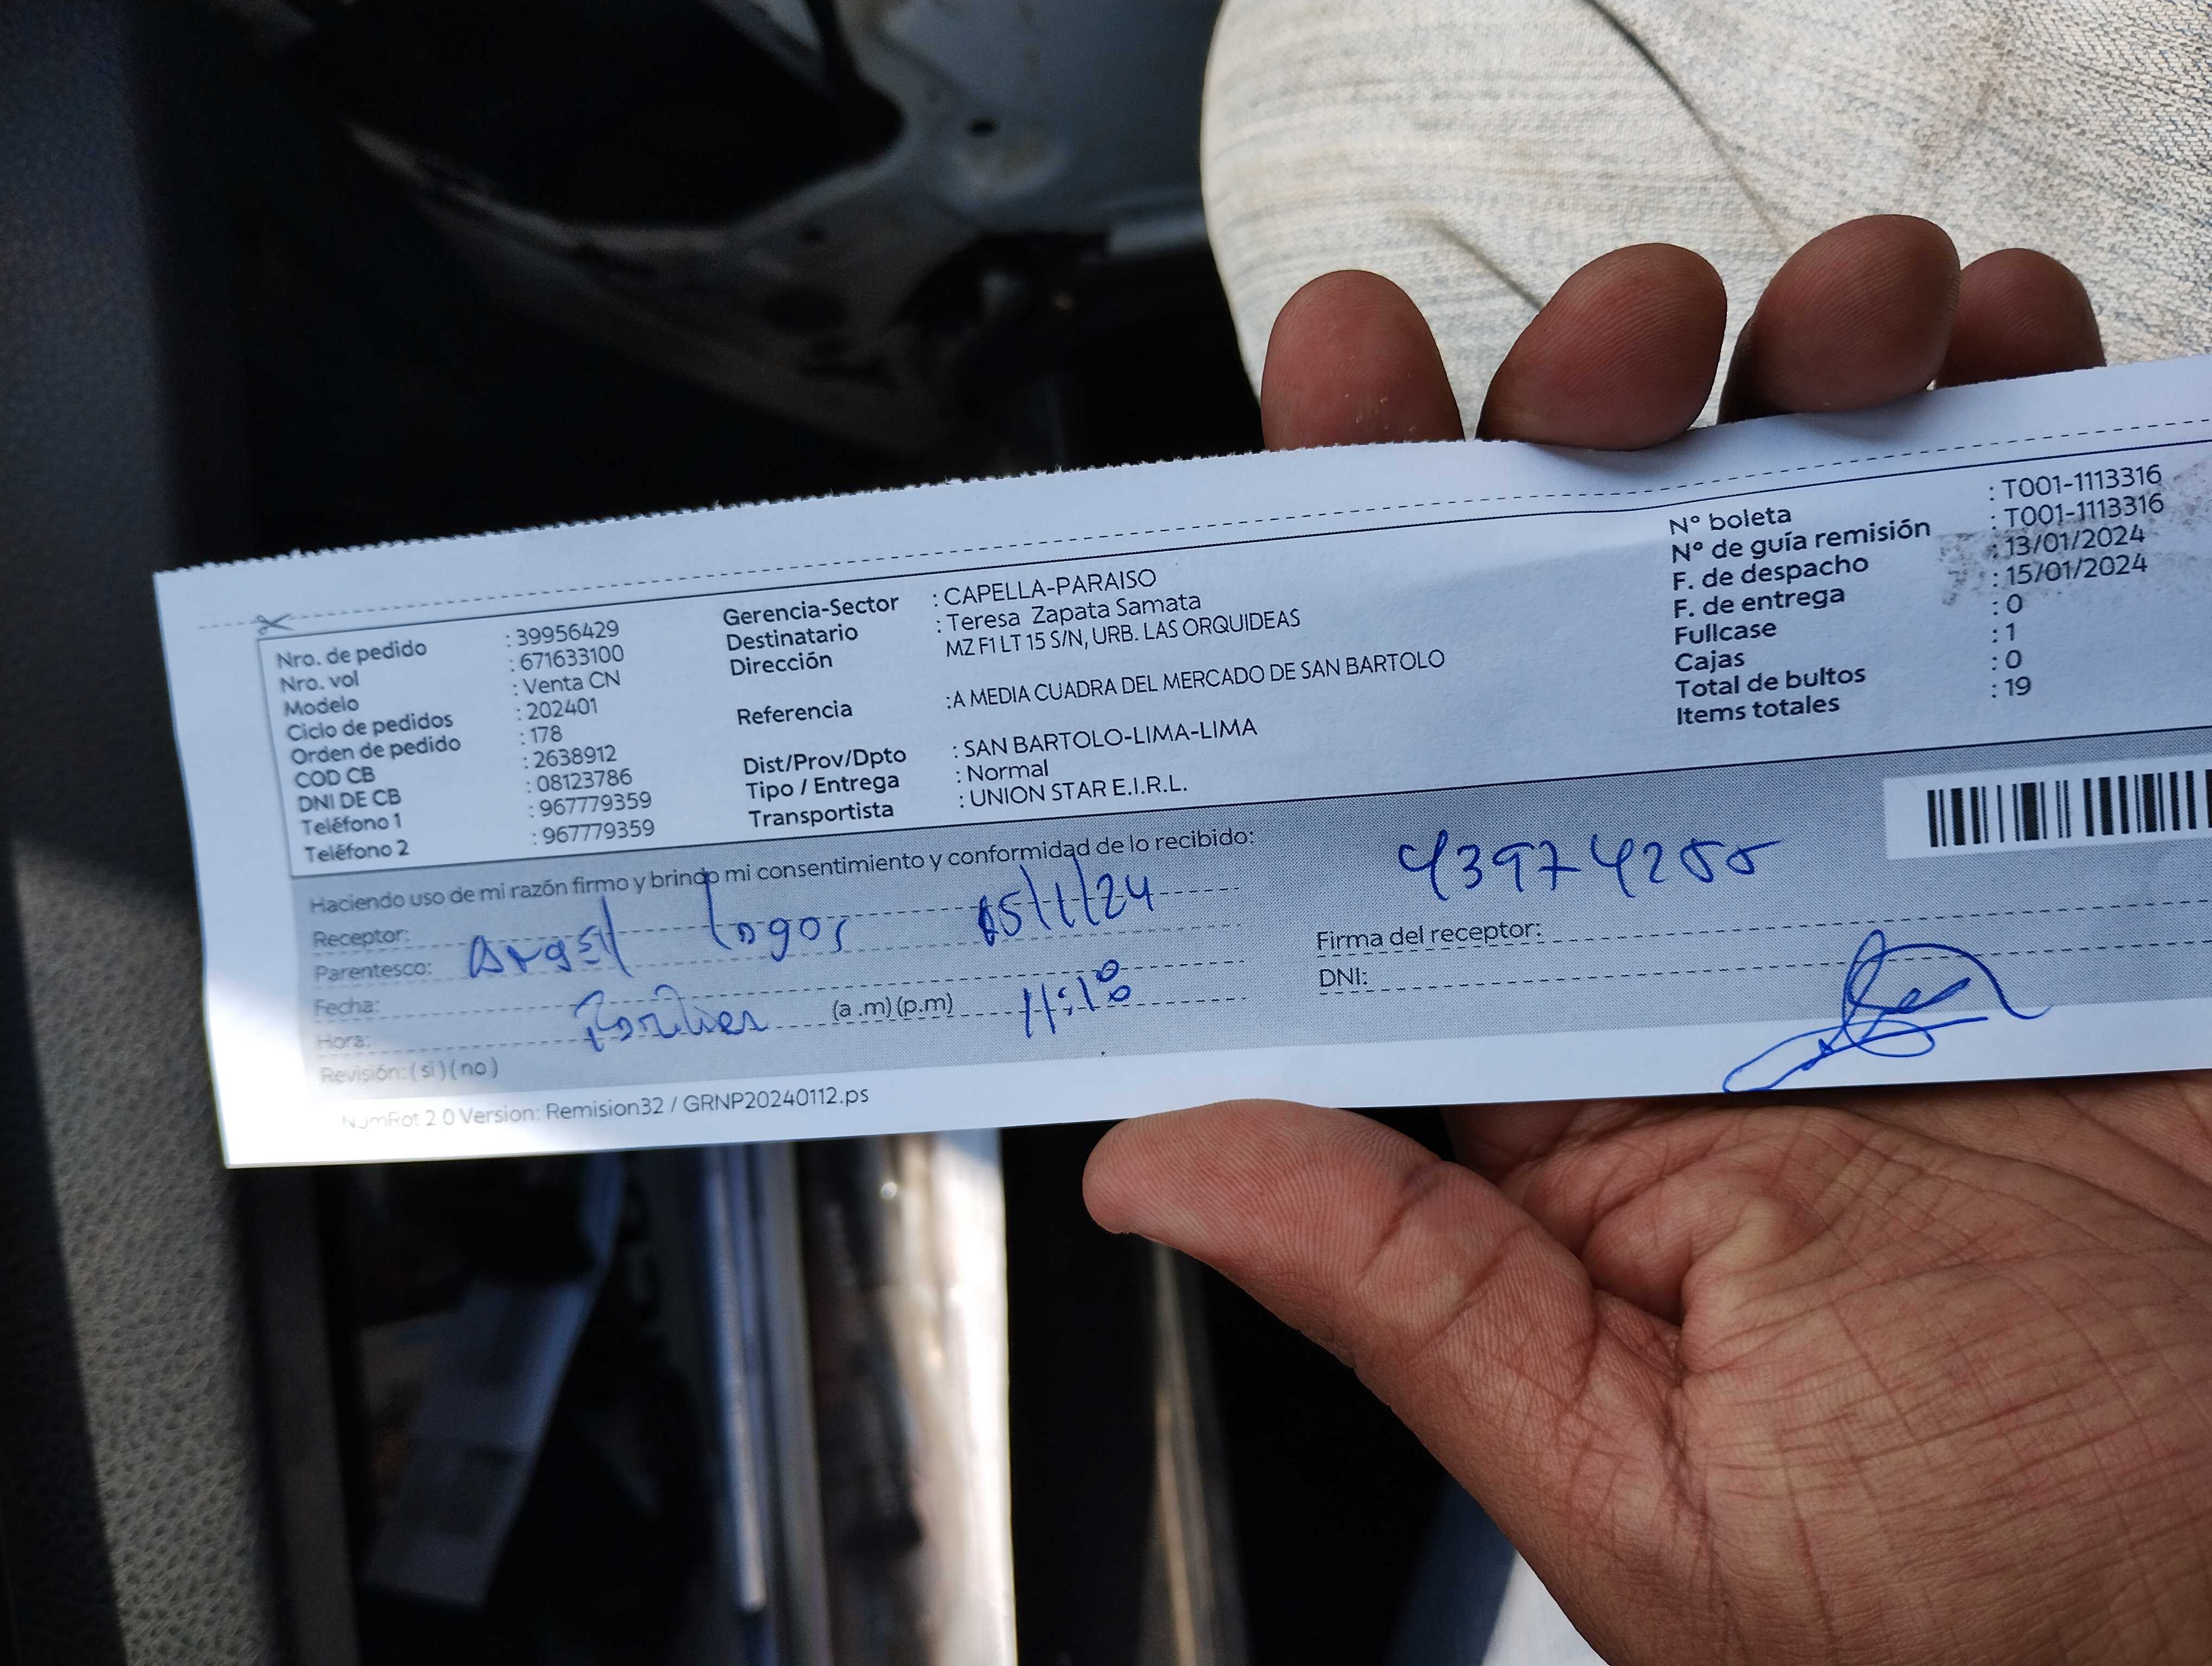 Nro. de pedido : 39956429
Nro. vol : 671633100
Modelo : Venta CN
Ciclo de pedidos : 202401
Orden de pedido : 178
COD CB : 2638912
DNI DE CB : 08123786
Teléfono 1 : 967779359
Teléfono 2 : 967779359
Gerencia-Sector : CAPELLA-PARAISO
Destinatario : Teresa Zapata Samata
Dirección MZ F1 LT 15 S/N, URB. LAS ORQUIDEAS
Referencia :A MEDIA CUADRA DEL MERCADO DE SAN BARTOLO
Dist/Prov/Dpto : SAN BARTOLO-LIMA-LIMA
Tipo / Entrega : Normal
Transportista : UNION STAR E.I.R.L.
N° boleta : T001-1113316
N° de guía remisión : T001-1113316
F. de despacho : 13/01/2024
F. de entrega : 15/01/2024
Fullcase : 0
Cajas : 1
Total de bultos : 0
Items totales : 19
Haciendo uso de mi razón firmo y brindo mi consentimiento y conformidad de lo recibido:
Receptor:
Parentesco: 15/1/24
Fecha:
Hora: (a .m) (p.m)
Revisión: ( si ) ( no )
Firma del receptor:
DNI:
NumRot 2.0 Version: Remision32 / GRNP20240112.ps